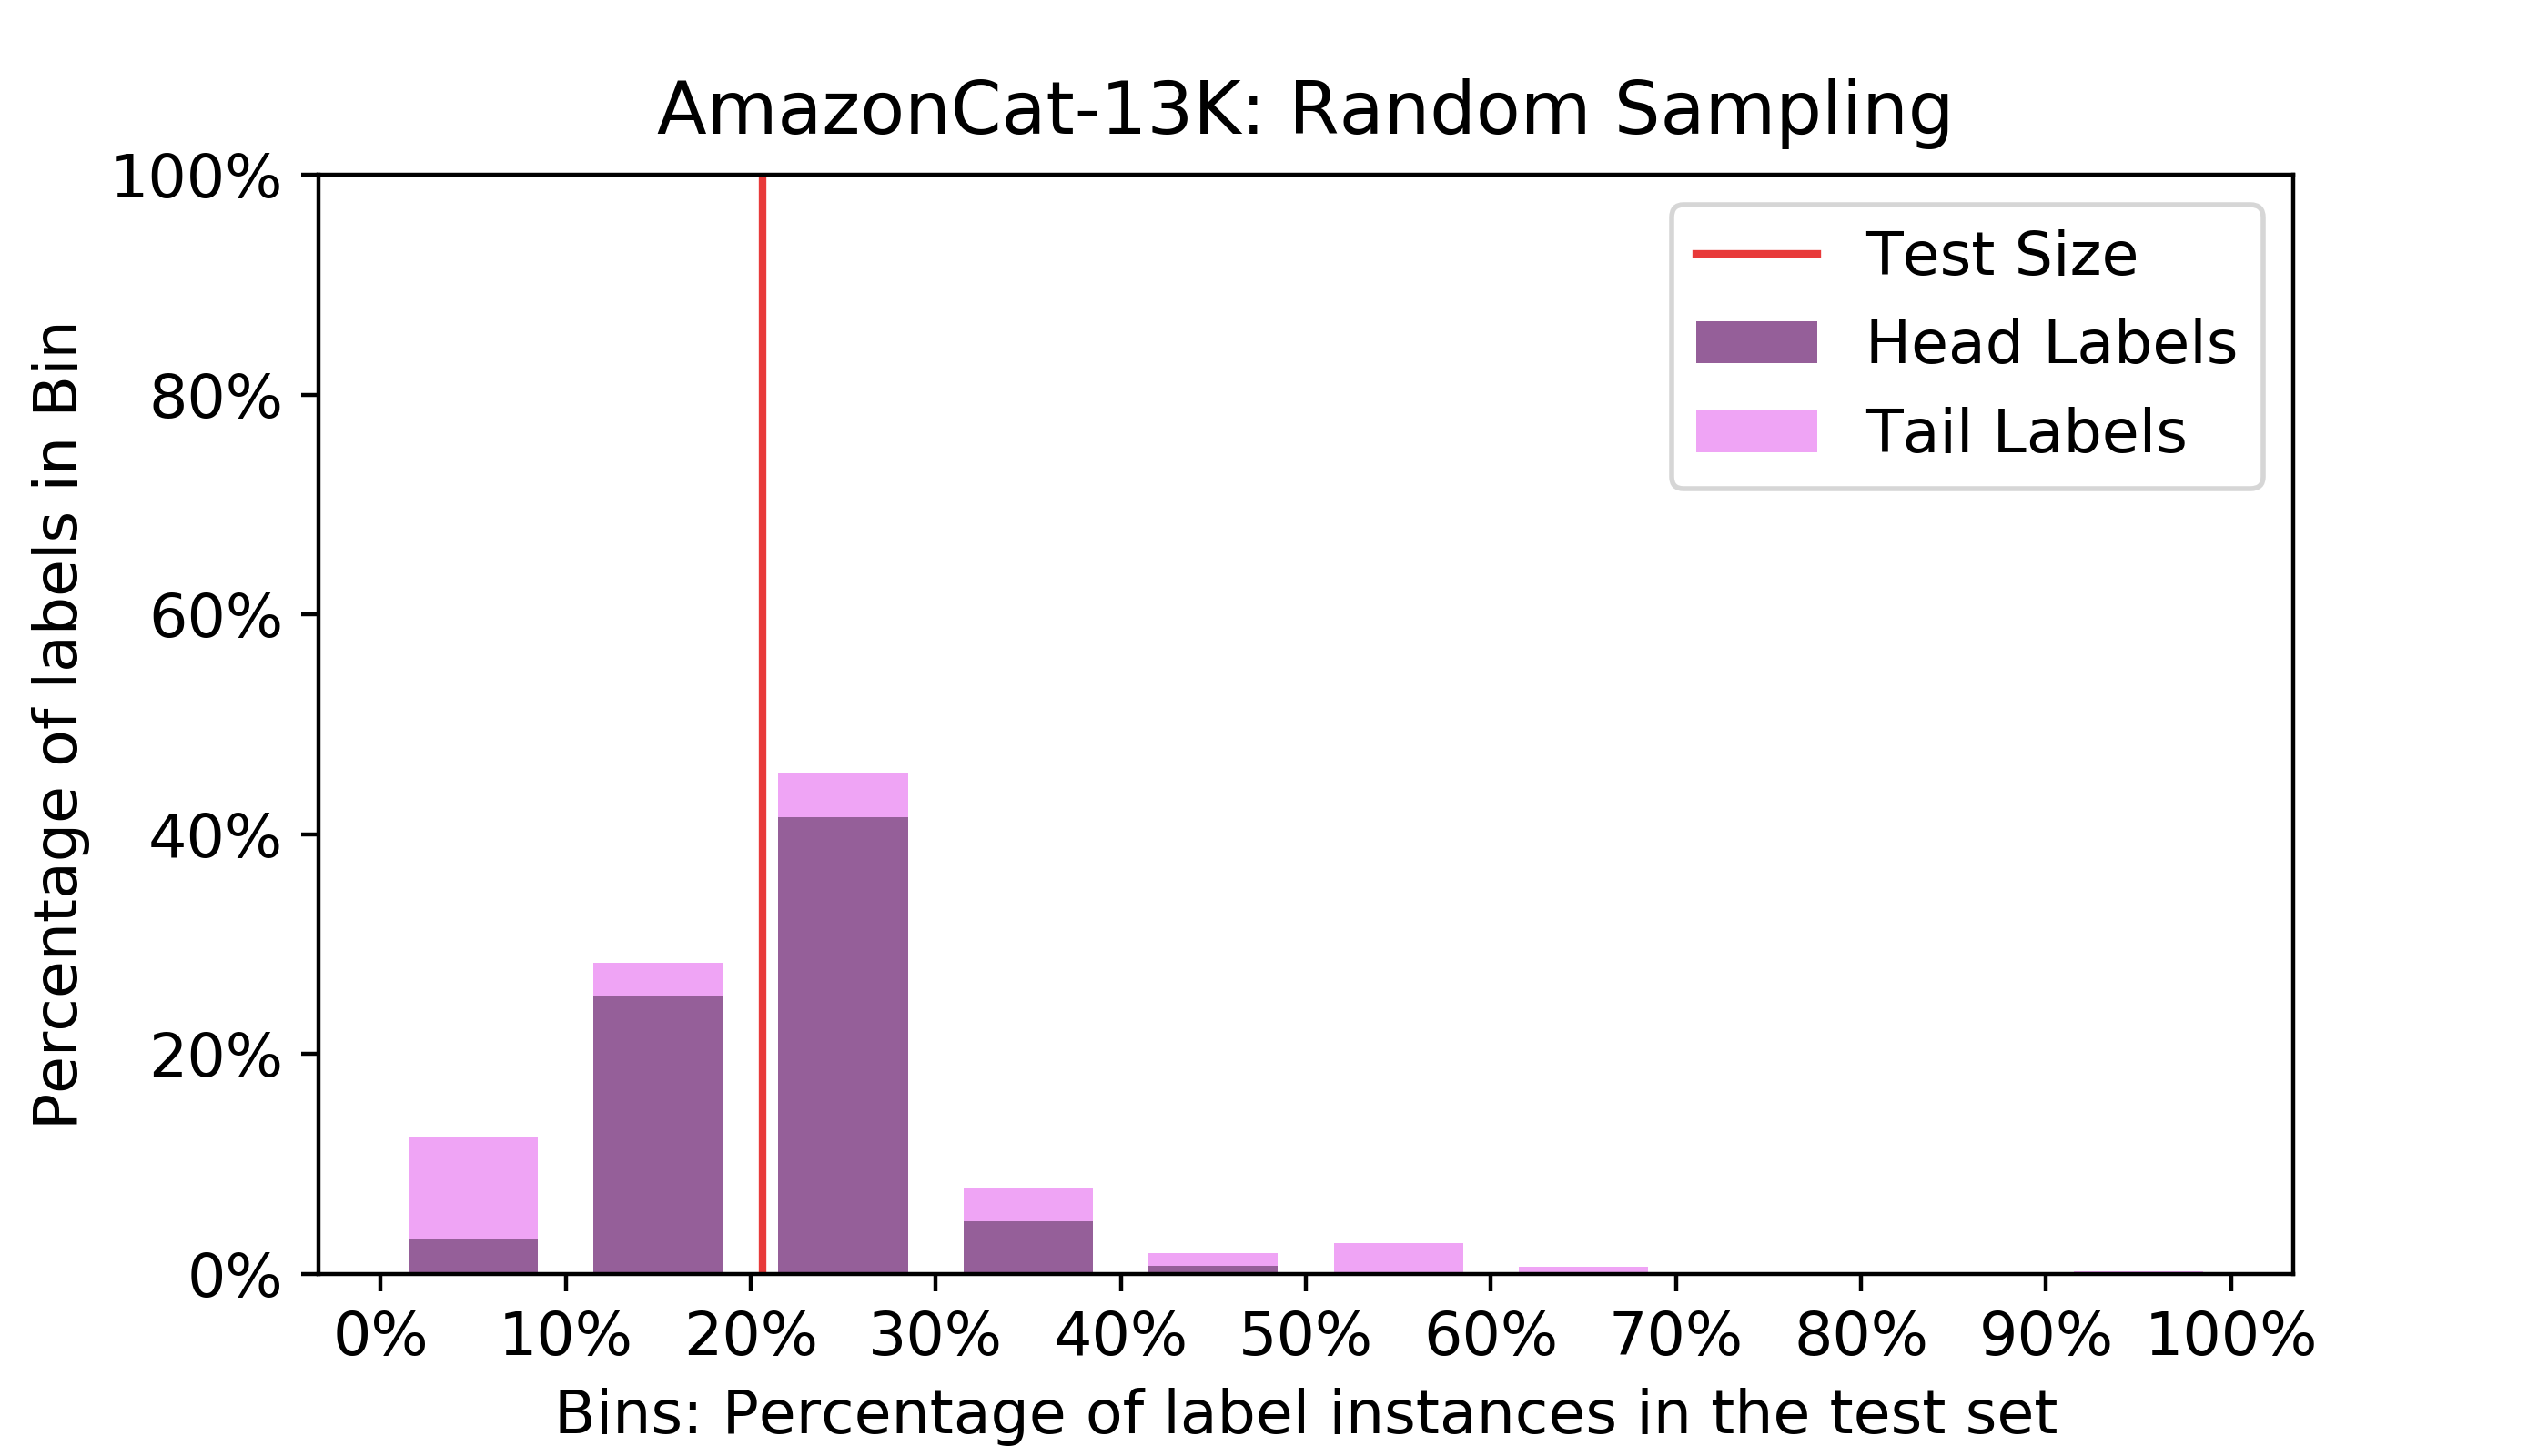 AmazonCat-13K: Random Sampling
100%
80%
60%
40%
20%
0%
Percentage of labels in Bin
Test Size
Head Labels
Tail Labels
0% 10% 20% 30% 40% 50% 60% 70% 80% 90% 100%
Bins: Percentage of label instances in the test set